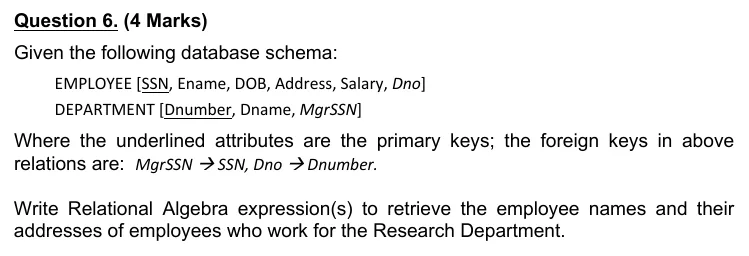 Question 6. (4 Marks)
Given the following database schema:
EMPLOYEE [SSN, Ename, DOB, Address, Salary, Dno]
DEPARTMENT [Dnumber, Dname, MgrSSN]
Where the underlined attributes are the primary keys; the foreign keys in above
relations are: MgrSSN → SSN, Dno → Dnumber.
Write Relational Algebra expression(s) to retrieve the employee names and their
addresses of employees who work for the Research Department.